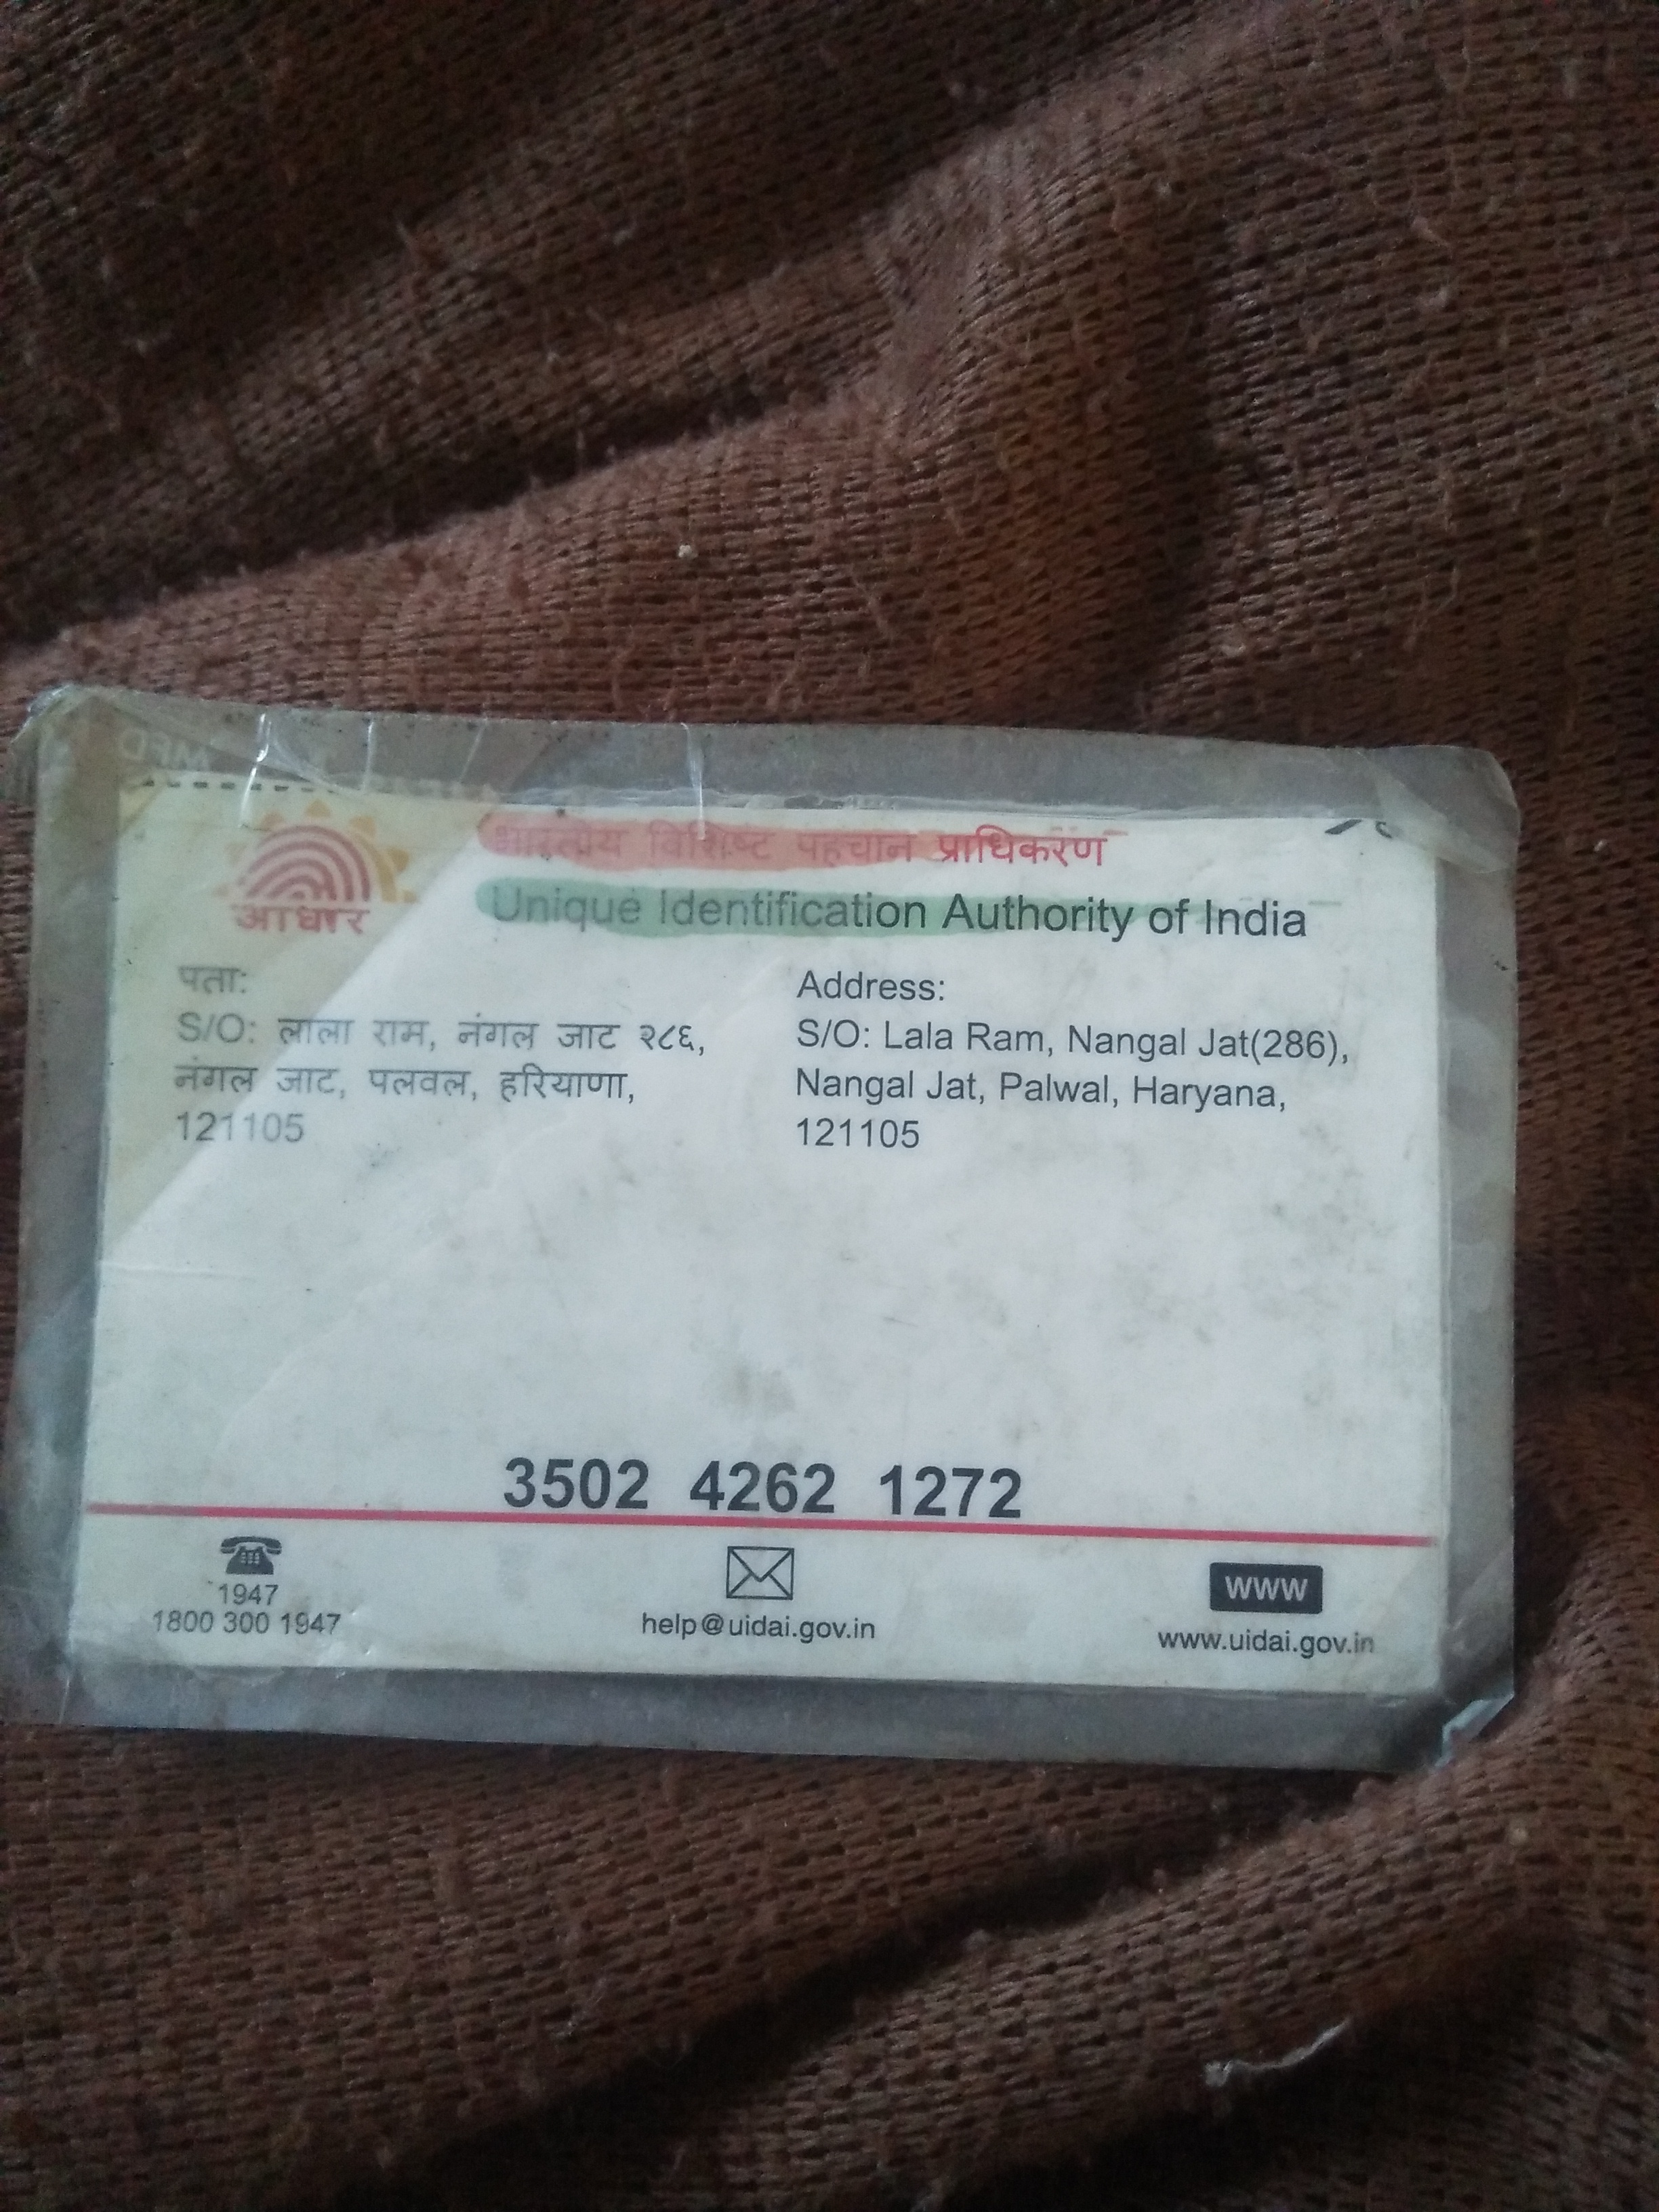 आधार
भारतीय विशिष्ट पहचान प्राधिकरण
Unique Identification Authority of India
पता:
S/O: लाला राम, नंगल जाट २८६,
नंगल जाट, पलवल, हरियाणा,
121105
Address:
S/O: Lala Ram, Nangal Jat(286),
Nangal Jat, Palwal, Haryana,
121105
3502 4262 1272
1947
1800 300 1947
help@uidai.gov.in
www
www.uidai.gov.in